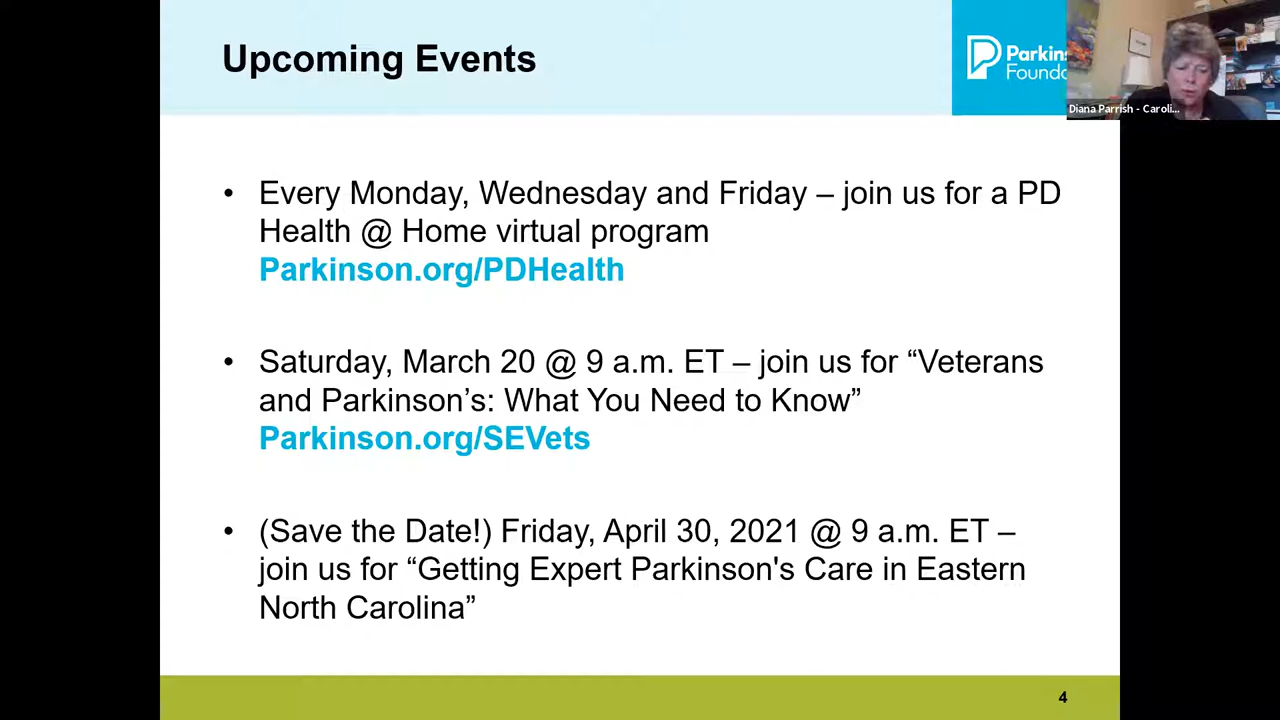 Upcoming Events
Parkin
Founda
Diana Parrish - Caroli...
• Every Monday, Wednesday and Friday – join us for a PD
Health @ Home virtual program
Parkinson.org/PDHealth
• Saturday, March 20 @ 9 a.m. ET – join us for “Veterans
and Parkinson’s: What You Need to Know”
Parkinson.org/SEVets
• (Save the Date!) Friday, April 30, 2021 @ 9 a.m. ET –
join us for “Getting Expert Parkinson's Care in Eastern
North Carolina”
4